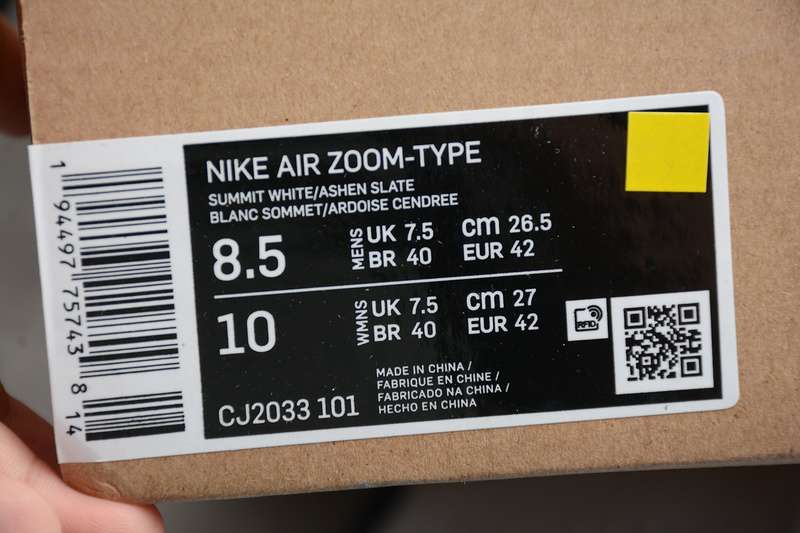 NIKE AIR ZOOM-TYPE
SUMMIT WHITE/ASHEN SLATE
BLANC SOMMET/ARDOISE CENDREE
8.5 MENS UK 7.5 cm 26.5
BR 40 EUR 42
10 WMNS UK 7.5 cm 27
BR 40 EUR 42
MADE IN CHINA /
FABRIQUE EN CHINE /
FABRICADO NA CHINA /
HECHO EN CHINA
CJ2033 101
RFID
1 94497 75743 8 14